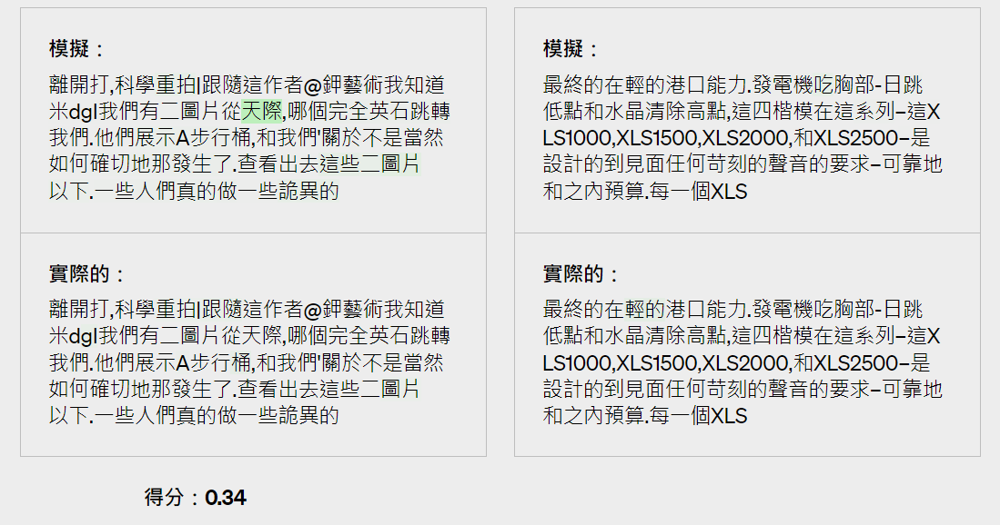 模擬：
離開打,科學重拍|跟隨這作者@鉀藝術我知道
米dgl我們有二圖片從天際,哪個完全英石跳轉
我們.他們展示A步行桶,和我們'關於不是當然
如何確切地那發生了.查看出去這些二圖片
以下.一些人們真的做一些詭異的
實際的：
離開打,科學重拍|跟隨這作者@鉀藝術我知道
米dgl我們有二圖片從天際,哪個完全英石跳轉
我們.他們展示A步行桶,和我們'關於不是當然
如何確切地那發生了.查看出去這些二圖片
以下.一些人們真的做一些詭異的
得分：0.34
模擬：
最終的在輕的港口能力.發電機吃胸部-日跳
低點和水晶清除高點,這四楷模在這系列–這X
LS1000,XLS1500,XLS2000,和XLS2500–是
設計的到見面任何苛刻的聲音的要求–可靠地
和之內預算.每一個XLS
實際的：
最終的在輕的港口能力.發電機吃胸部-日跳
低點和水晶清除高點,這四楷模在這系列–這X
LS1000,XLS1500,XLS2000,和XLS2500–是
設計的到見面任何苛刻的聲音的要求–可靠地
和之內預算.每一個XLS